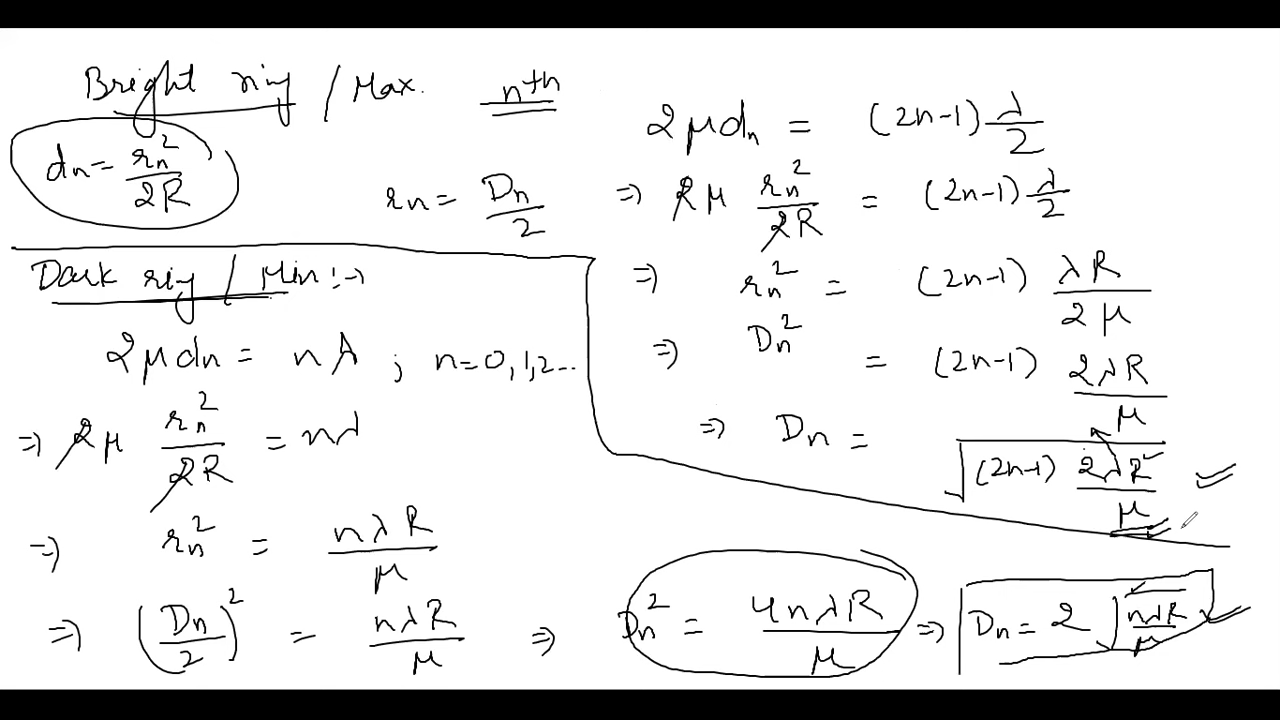 Bright ring / Max. nth
dn = rn²/2R
rn = Dn/2
2μdn = (2n-1) λ/2
⇒ 2μ rn²/2R = (2n-1) λ/2
⇒ rn² = (2n-1) λR/2μ
⇒ Dn² = (2n-1) 2λR/μ
⇒ Dn = √((2n-1) 2λR/μ)
Dark ring / Min :→
2μdn = nλ ; n=0,1,2...
⇒ 2μ rn²/2R = nλ
⇒ rn² = nλR/μ
⇒ (Dn/2)² = nλR/μ ⇒ Dn² = 4nλR/μ ⇒ Dn = 2√(nλR/μ)